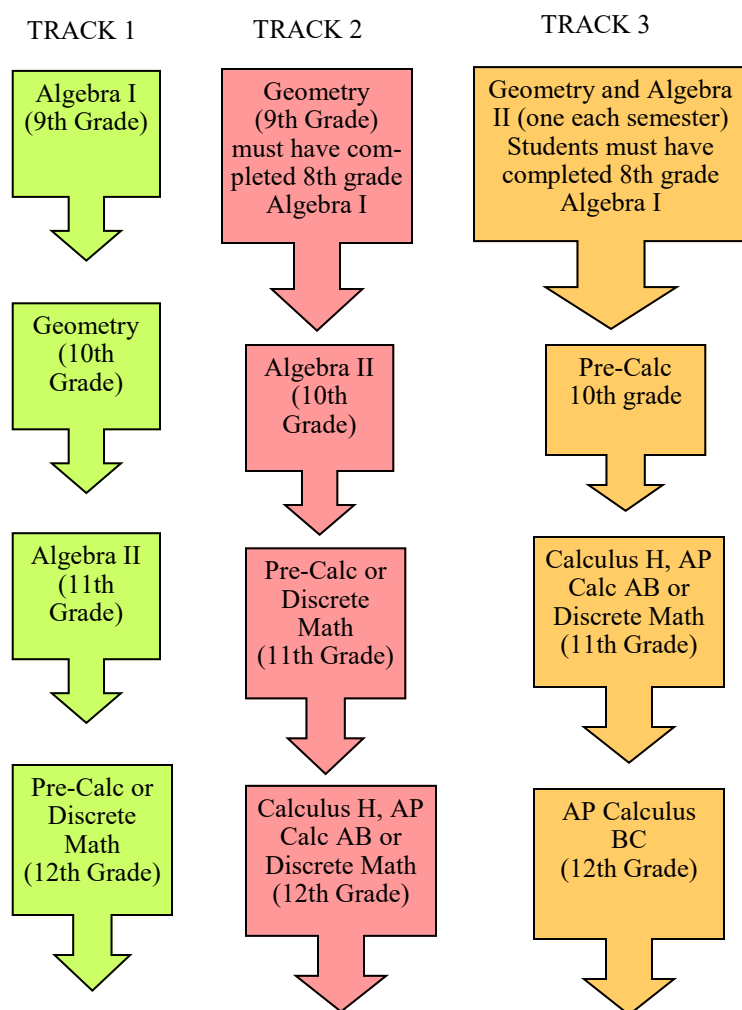 TRACK 1
Algebra I
(9th Grade)
Geometry
(10th
Grade)
Algebra II
(11th
Grade)
Pre-Calc or
Discrete
Math
(12th Grade)
TRACK 2
Geometry
(9th Grade)
must have com-
pleted 8th grade
Algebra I
Algebra II
(10th
Grade)
Pre-Calc or
Discrete
Math
(11th Grade)
Calculus H, AP
Calc AB or
Discrete Math
(12th Grade)
TRACK 3
Geometry and Algebra
II (one each semester)
Students must have
completed 8th grade
Algebra I
Pre-Calc
10th grade
Calculus H, AP
Calc AB or
Discrete Math
(11th Grade)
AP Calculus
BC
(12th Grade)